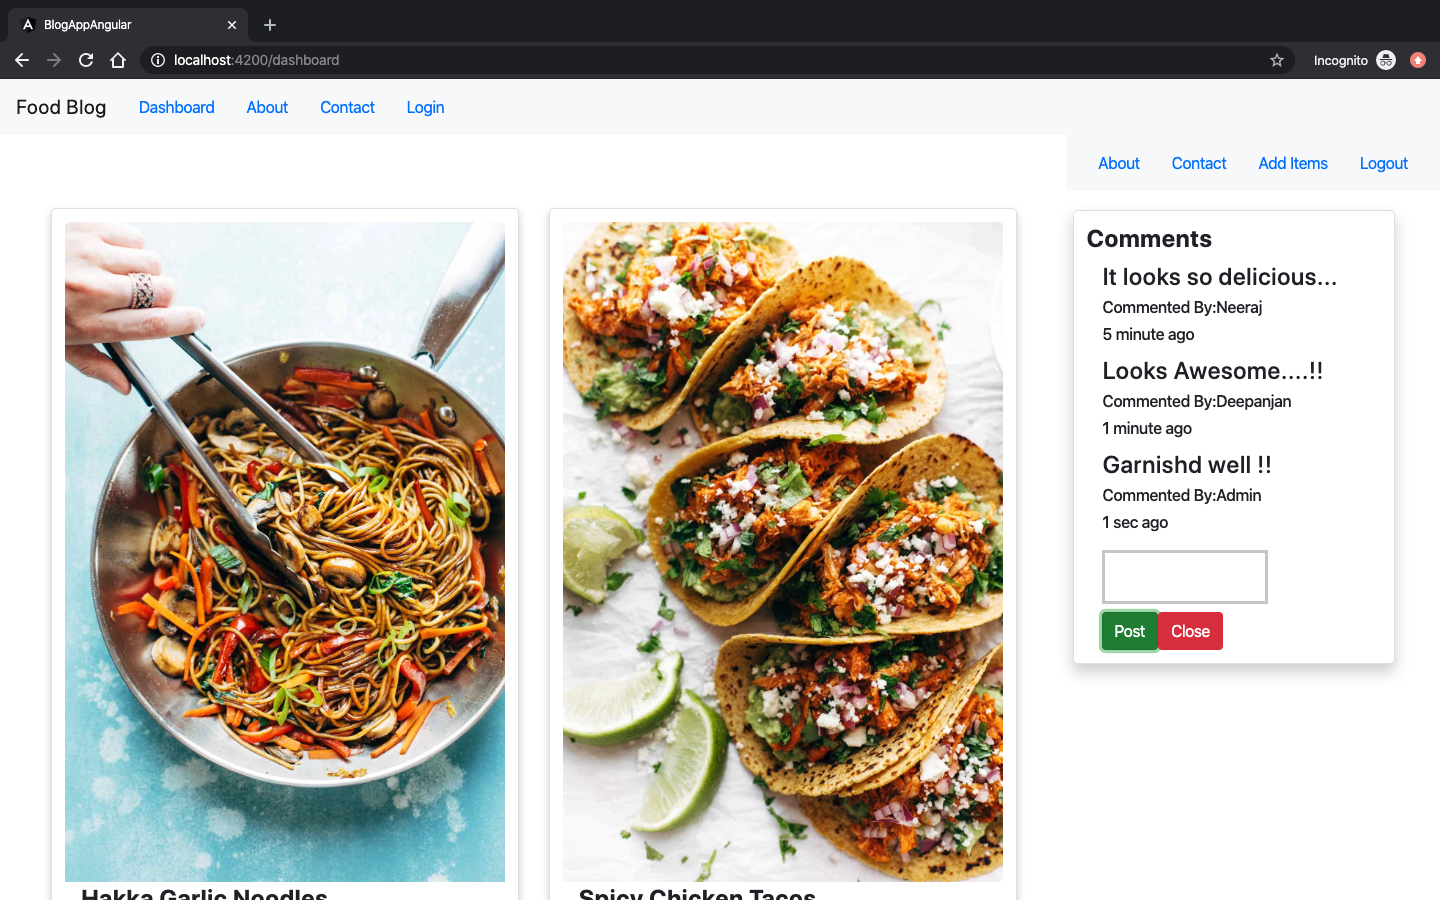 BlogAppAngular
localhost:4200/dashboard
Incognito
Food Blog Dashboard About Contact Login
About Contact Add Items Logout
Comments
It looks so delicious...
Commented By:Neeraj
5 minute ago
Looks Awesome....!!
Commented By:Deepanjan
1 minute ago
Garnishd well !!
Commented By:Admin
1 sec ago
Post Close
Hakka Garlic Noodles
Spicy Chicken Tacos